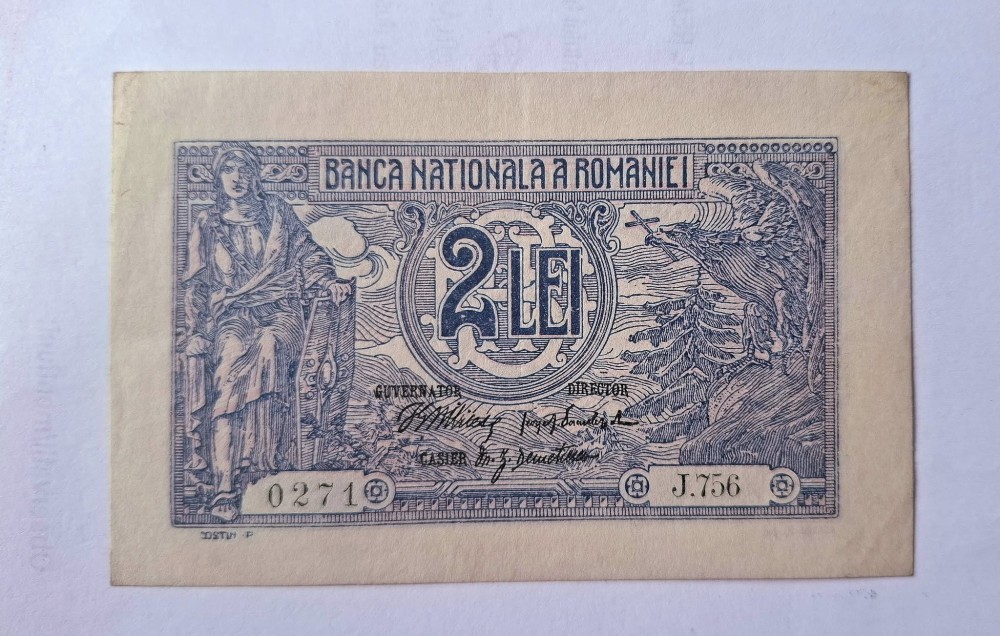 BANCA NATIONALA A ROMANIEI
2 LEI
GUVERNATOR DIRECTOR
CASIER
0271 J.756